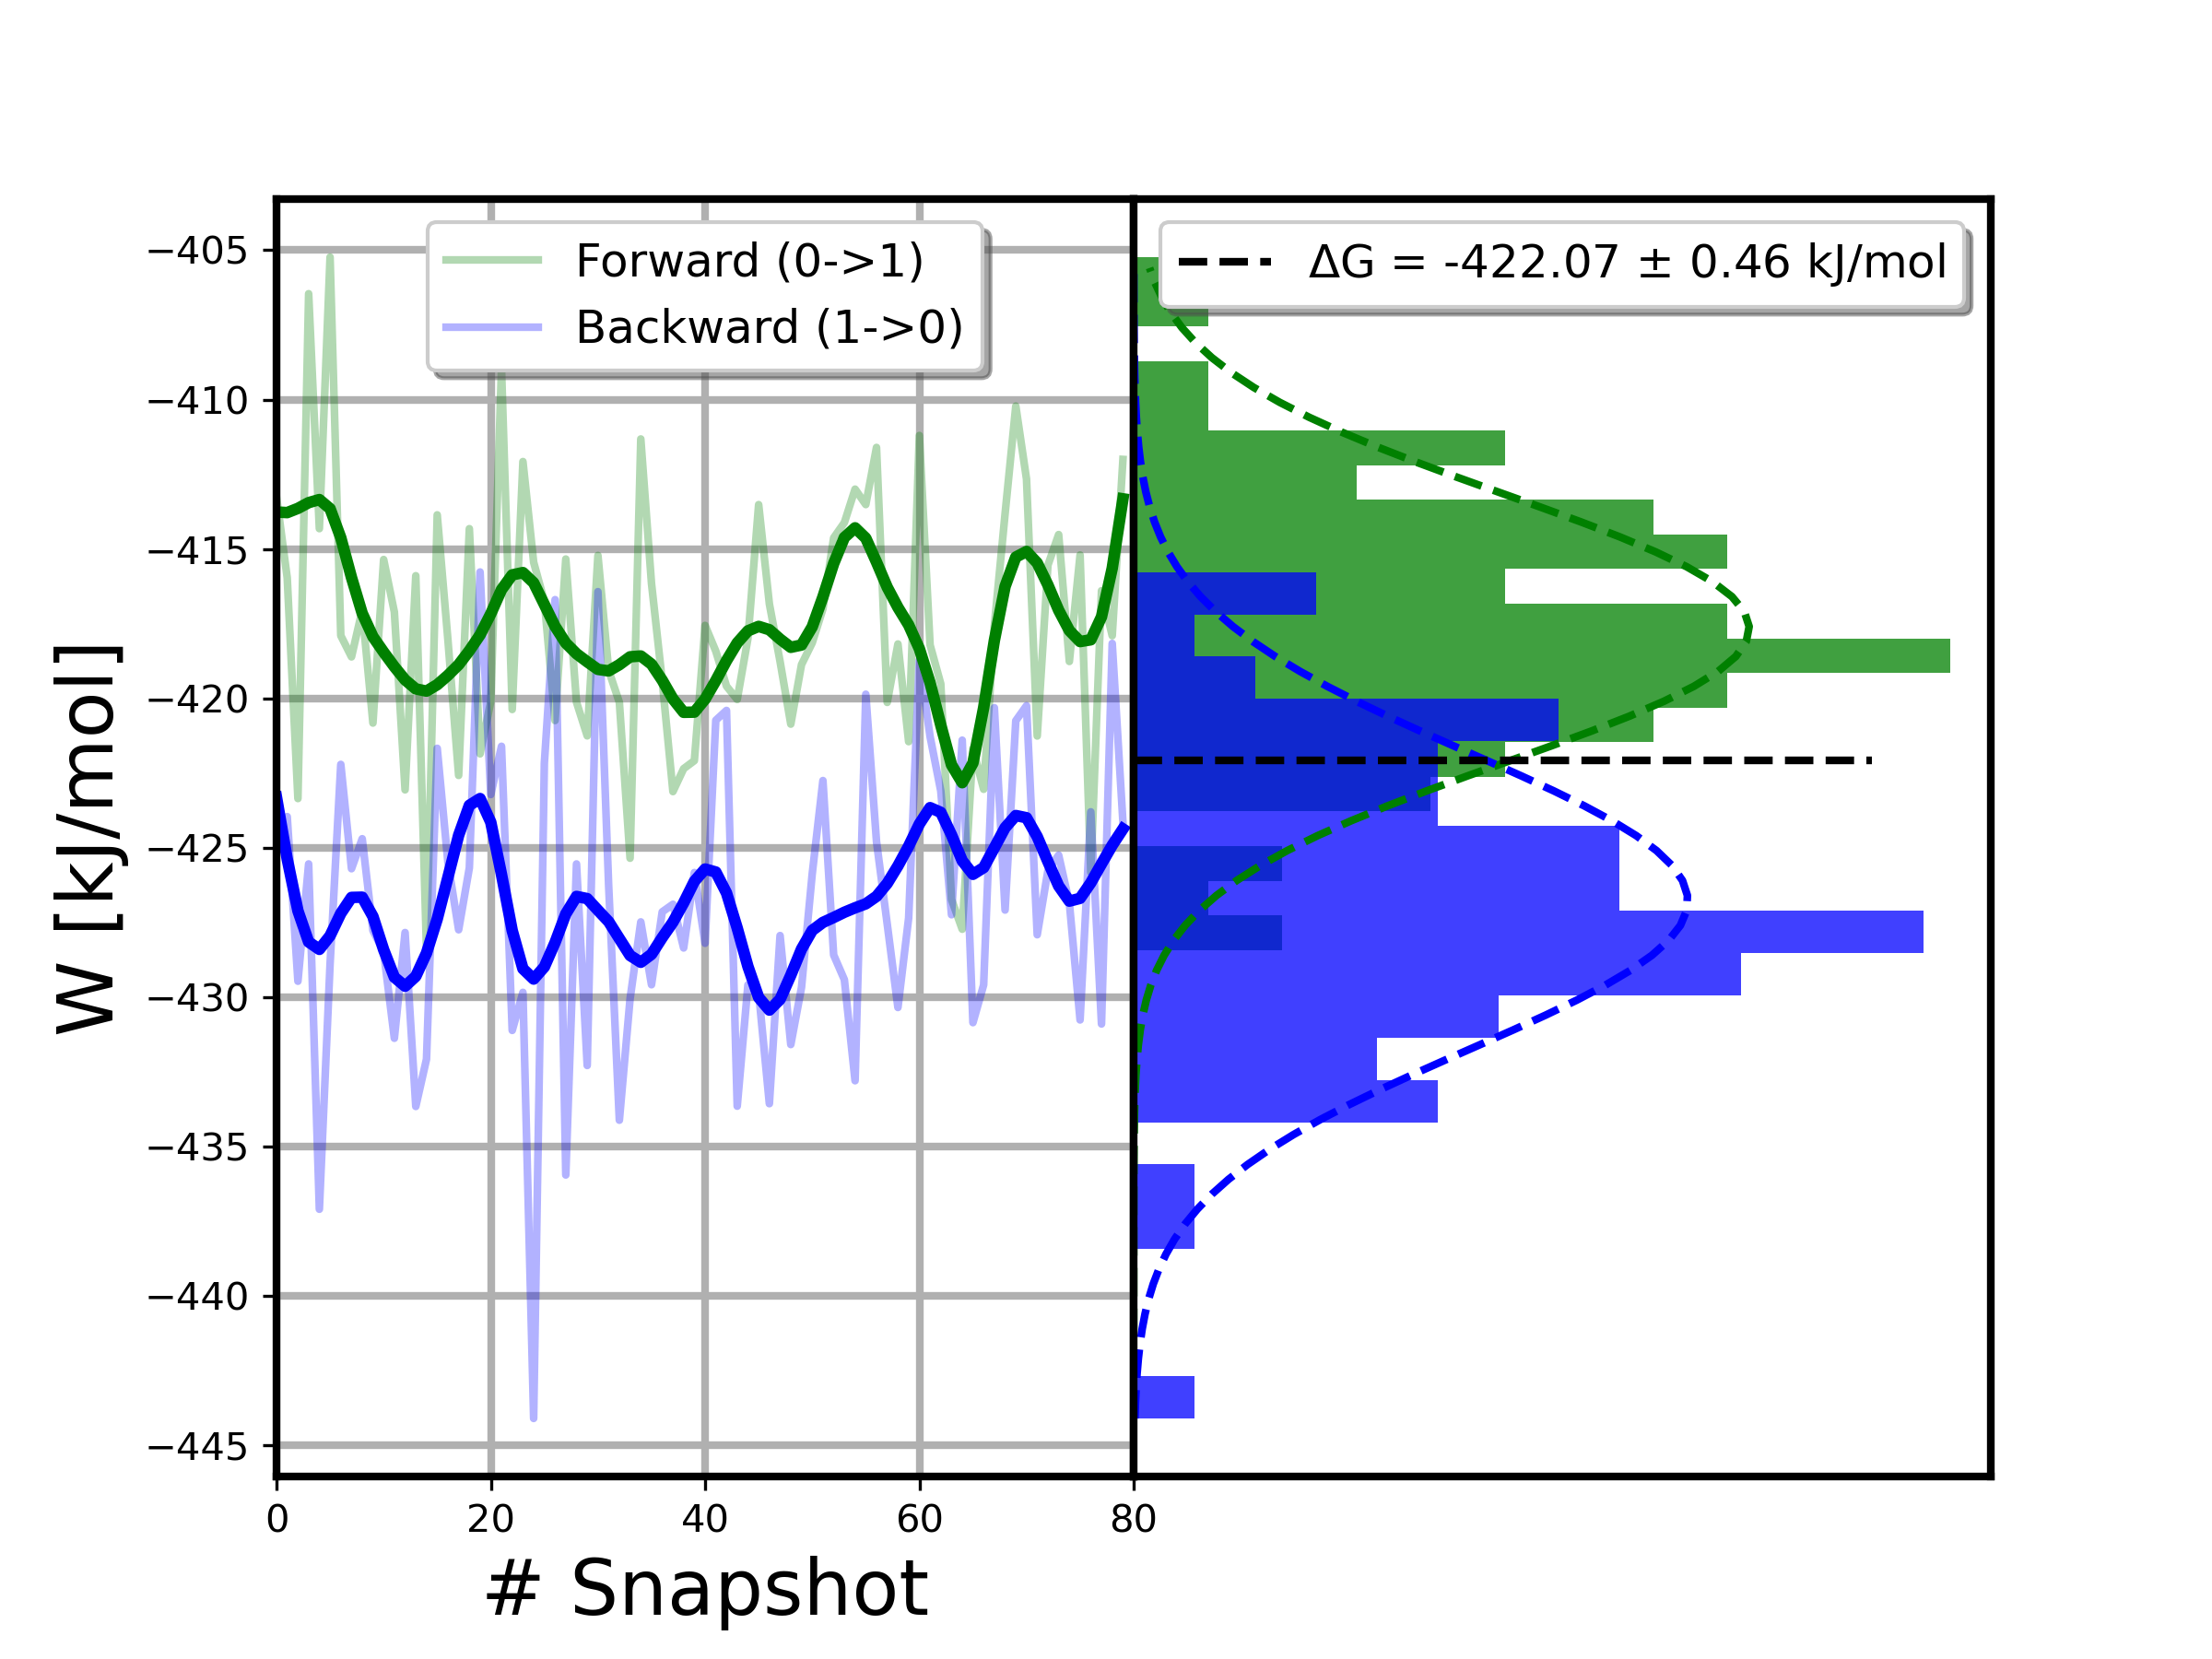 Forward (0->1)
Backward (1->0)
ΔG = -422.07 ± 0.46 kJ/mol
W [kJ/mol]
−405
−410
−415
−420
−425
−430
−435
−440
−445
0 20 40 60 80
# Snapshot